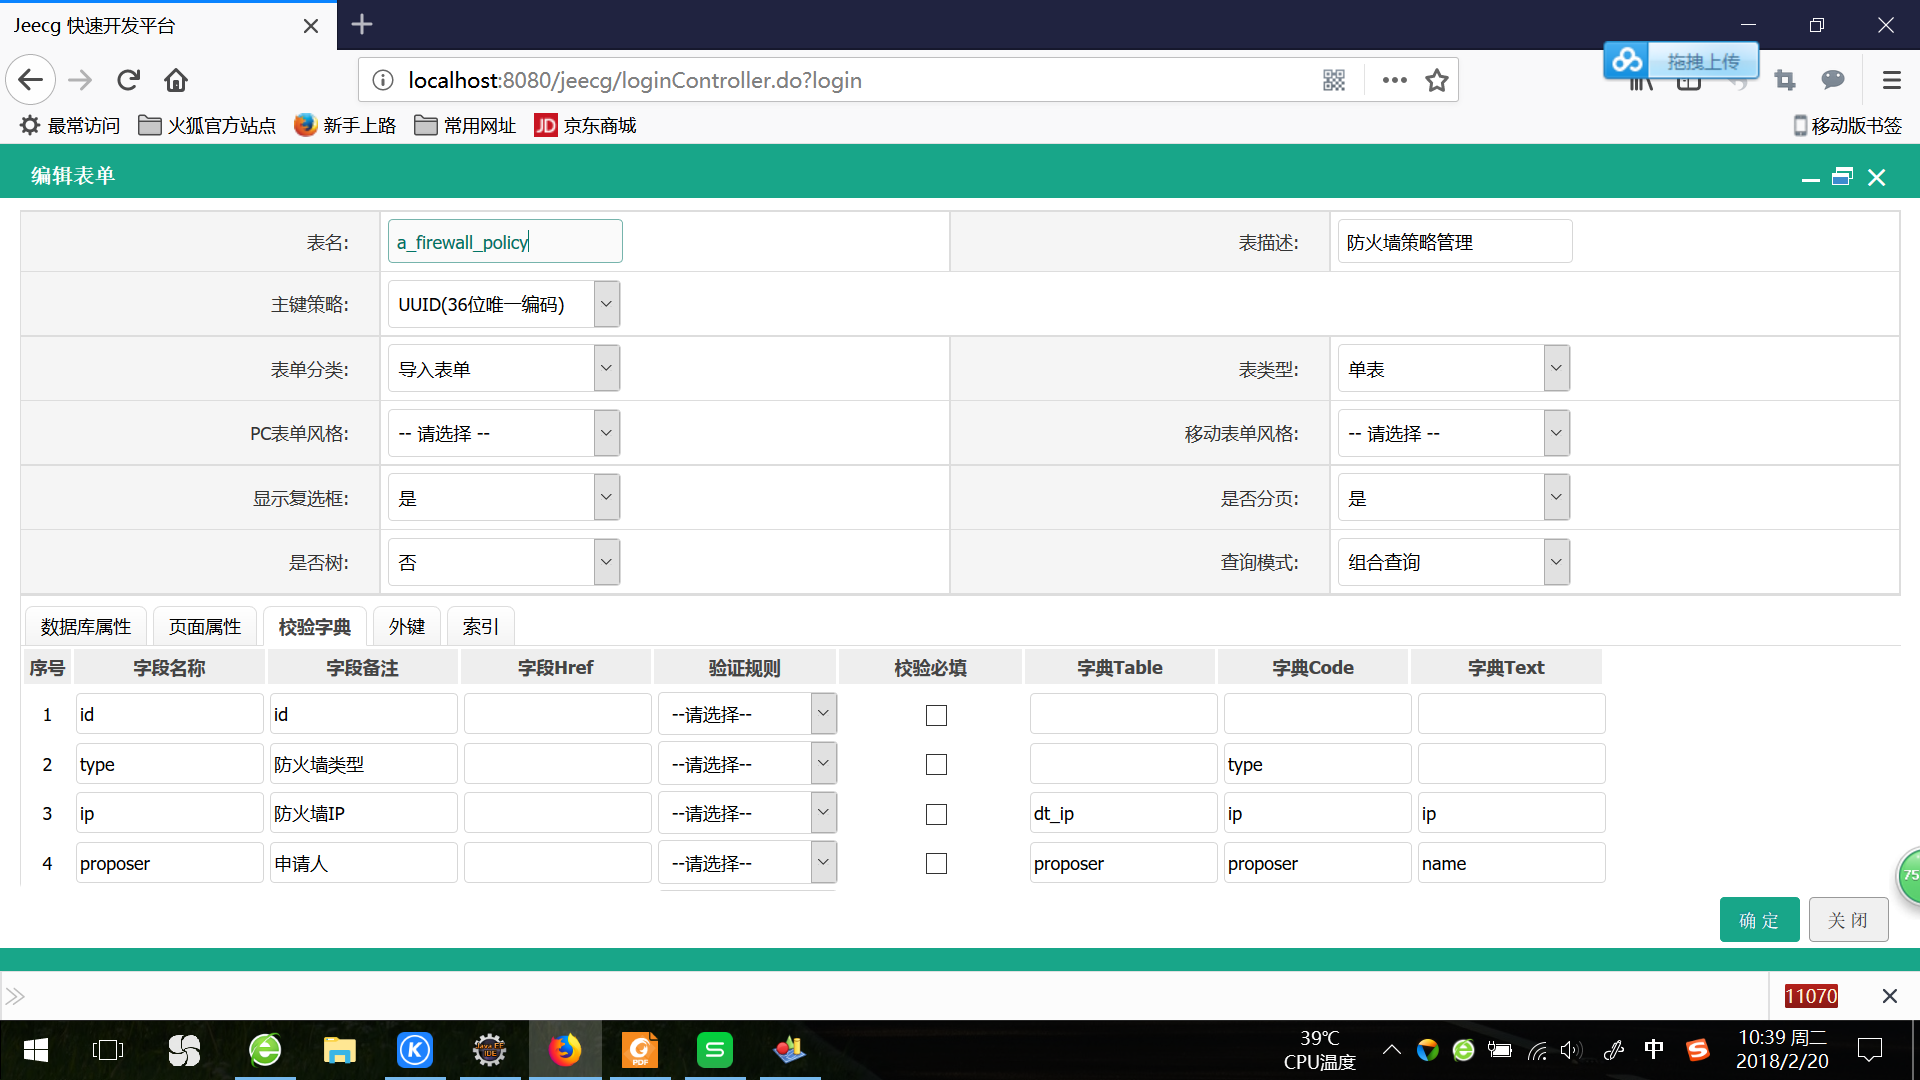 Jeecg 快速开发平台
localhost:8080/jeecg/loginController.do?login
拖拽上传
最常访问 火狐官方站点 新手上路 常用网址 JD 京东商城 移动版书签
编辑表单
表名: a_firewall_policy 表描述: 防火墙策略管理
主键策略: UUID(36位唯一编码)
表单分类: 导入表单 表类型: 单表
PC表单风格: -- 请选择 -- 移动表单风格: -- 请选择 --
显示复选框: 是 是否分页: 是
是否树: 否 查询模式: 组合查询
数据库属性 页面属性 校验字典 外键 索引
序号 字段名称 字段备注 字段Href 验证规则 校验必填 字典Table 字典Code 字典Text
1 id id --请选择--
2 type 防火墙类型 --请选择-- type
3 ip 防火墙IP --请选择-- dt_ip ip ip
4 proposer 申请人 --请选择-- proposer proposer name
75
确 定 关 闭
11070
39℃ 10:39 周二
CPU温度 中 2018/2/20